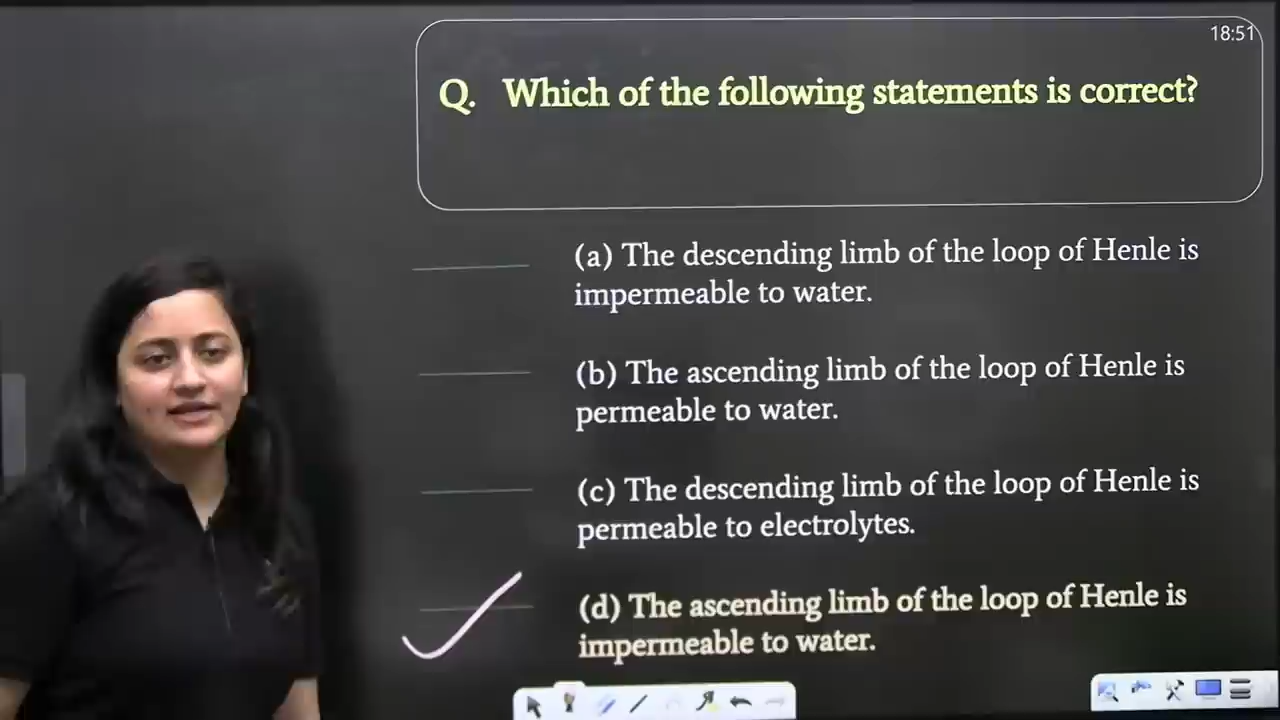 18:51
Q. Which of the following statements is correct?
(a) The descending limb of the loop of Henle is
impermeable to water.
(b) The ascending limb of the loop of Henle is
permeable to water.
(c) The descending limb of the loop of Henle is
permeable to electrolytes.
(d) The ascending limb of the loop of Henle is
impermeable to water.